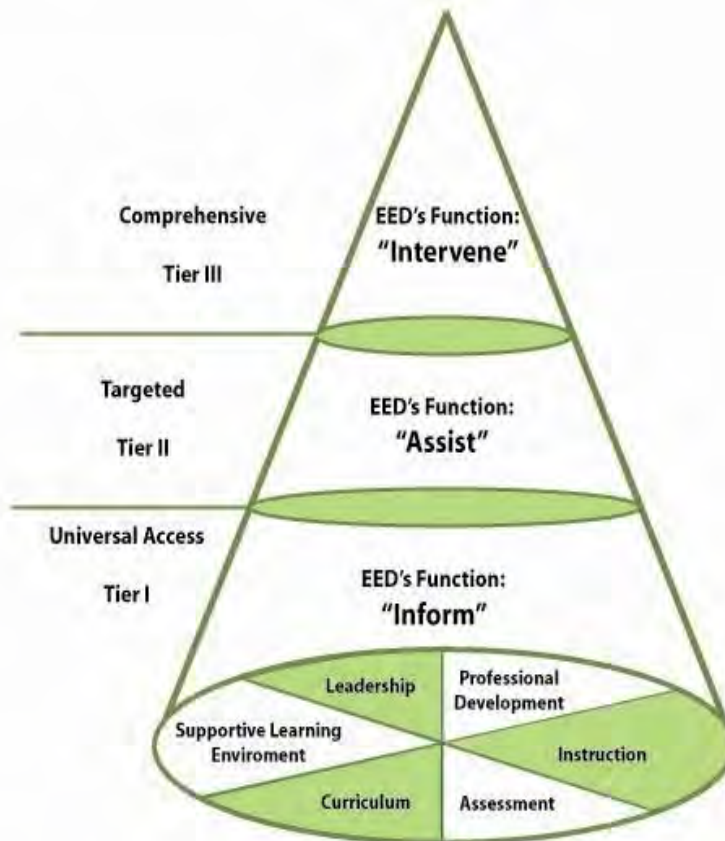 Comprehensive
Tier III
EED's Function:
“Intervene”
Targeted
Tier II
EED's Function:
“Assist”
Universal Access
Tier I
EED's Function:
“Inform”
Leadership
Professional
Development
Supportive Learning
Enviroment
Instruction
Curriculum
Assessment